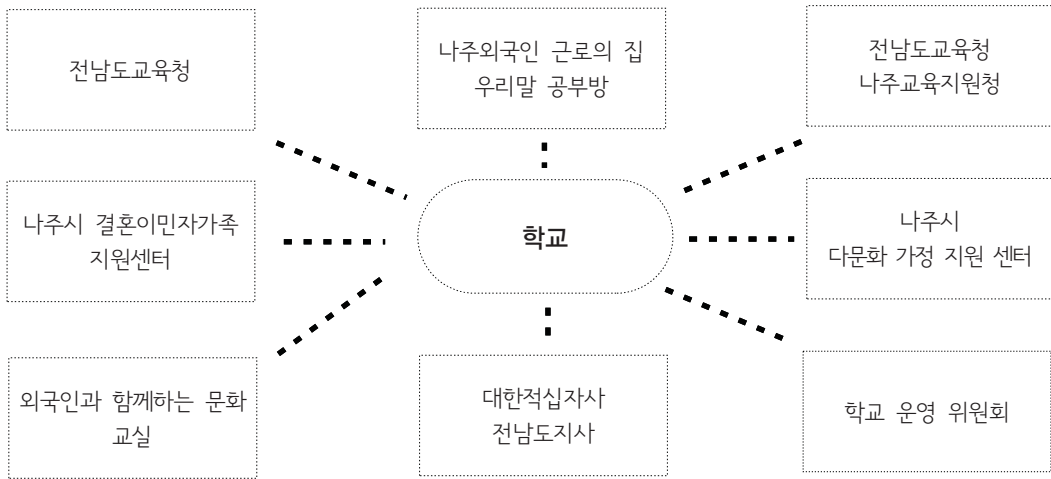 전남도교육청
나주외국인 근로의 집
우리말 공부방
전남도교육청
나주교육지원청
나주시 결혼이민자가족
지원센터
학교
나주시
다문화 가정 지원 센터
외국인과 함께하는 문화
교실
대한적십자사
전남도지사
학교 운영 위원회